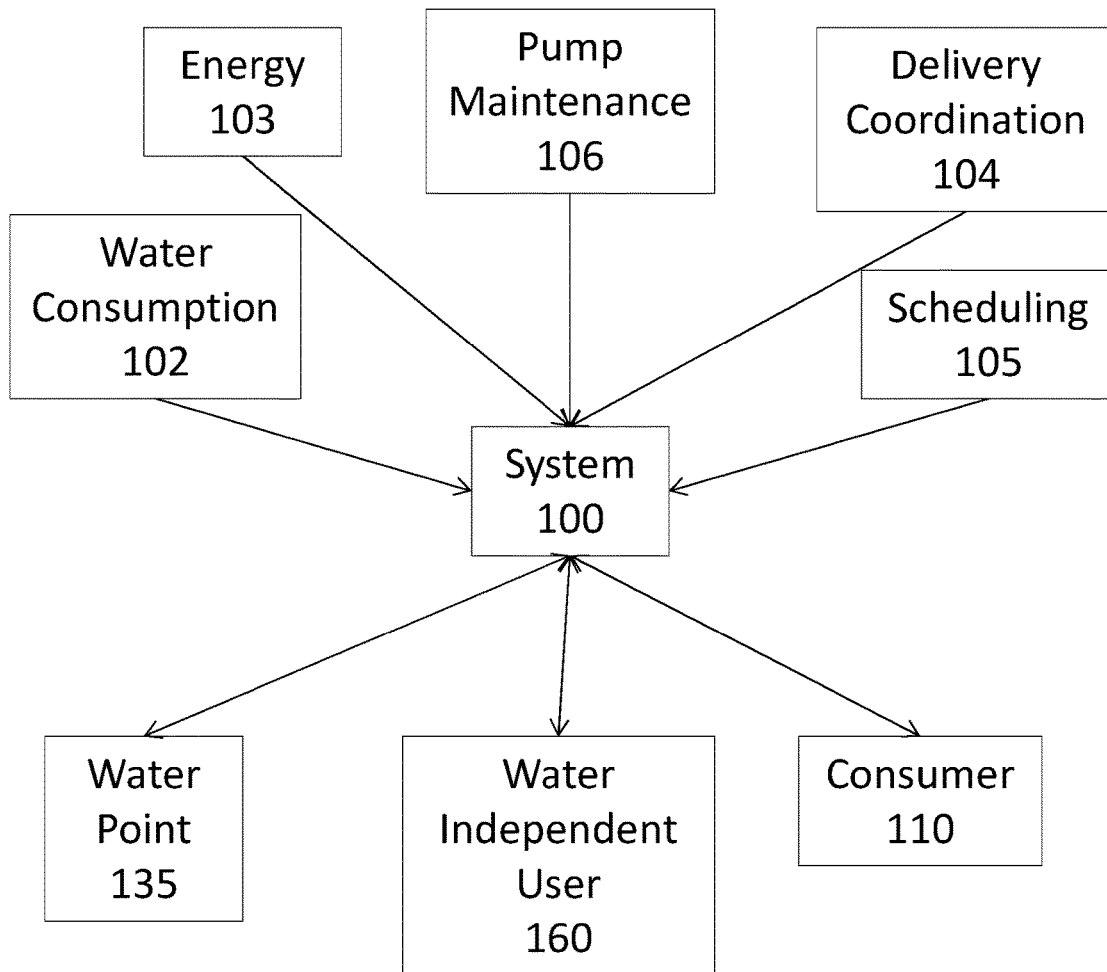 Energy
103
Pump
Maintenance
106
Delivery
Coordination
104
Water
Consumption
102
Scheduling
105
System
100
Water
Point
135
Water
Independent
User
160
Consumer
110